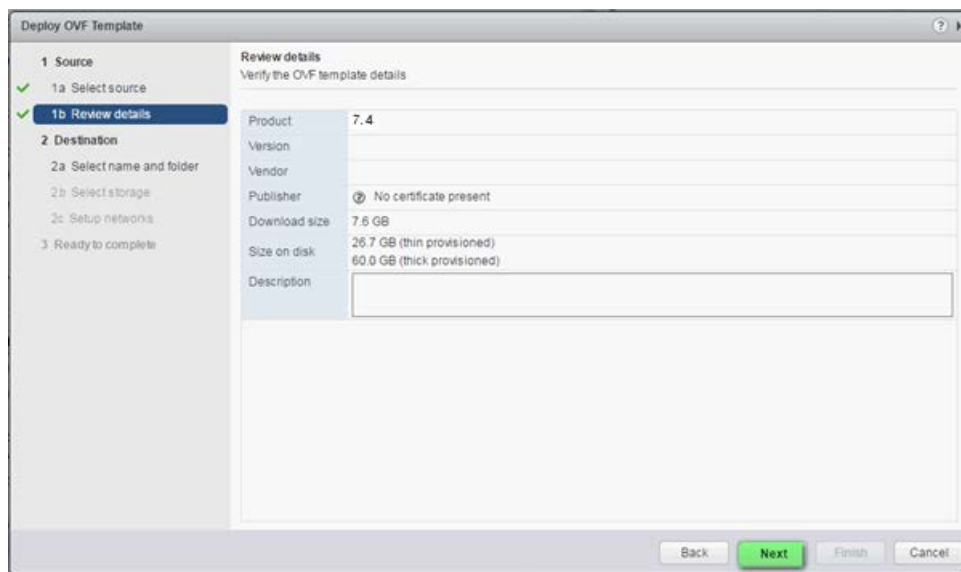 Deploy OVF Template
1 Source
1a Select source
1b Review details
2 Destination
2a Select name and folder
2b Select storage
2c Setup networks
3 Ready to complete
Review details
Verify the OVF template details
Product 7.4
Version
Vendor
Publisher No certificate present
Download size 7.6 GB
Size on disk 26.7 GB (thin provisioned)
60.0 GB (thick provisioned)
Description
Back Next Finish Cancel